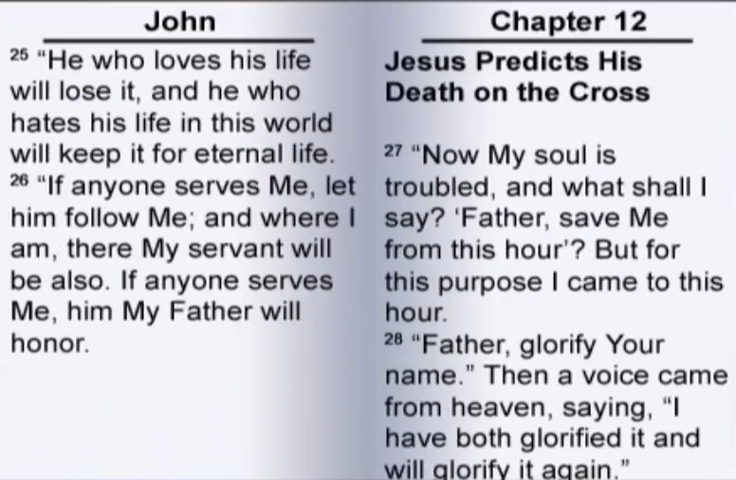 John
25 “He who loves his life
will lose it, and he who
hates his life in this world
will keep it for eternal life.
26 “If anyone serves Me, let
him follow Me; and where I
am, there My servant will
be also. If anyone serves
Me, him My Father will
honor.
Chapter 12
Jesus Predicts His
Death on the Cross
27 “Now My soul is
troubled, and what shall I
say? ‘Father, save Me
from this hour’? But for
this purpose I came to this
hour.
28 “Father, glorify Your
name.” Then a voice came
from heaven, saying, “I
have both glorified it and
will glorify it again.”